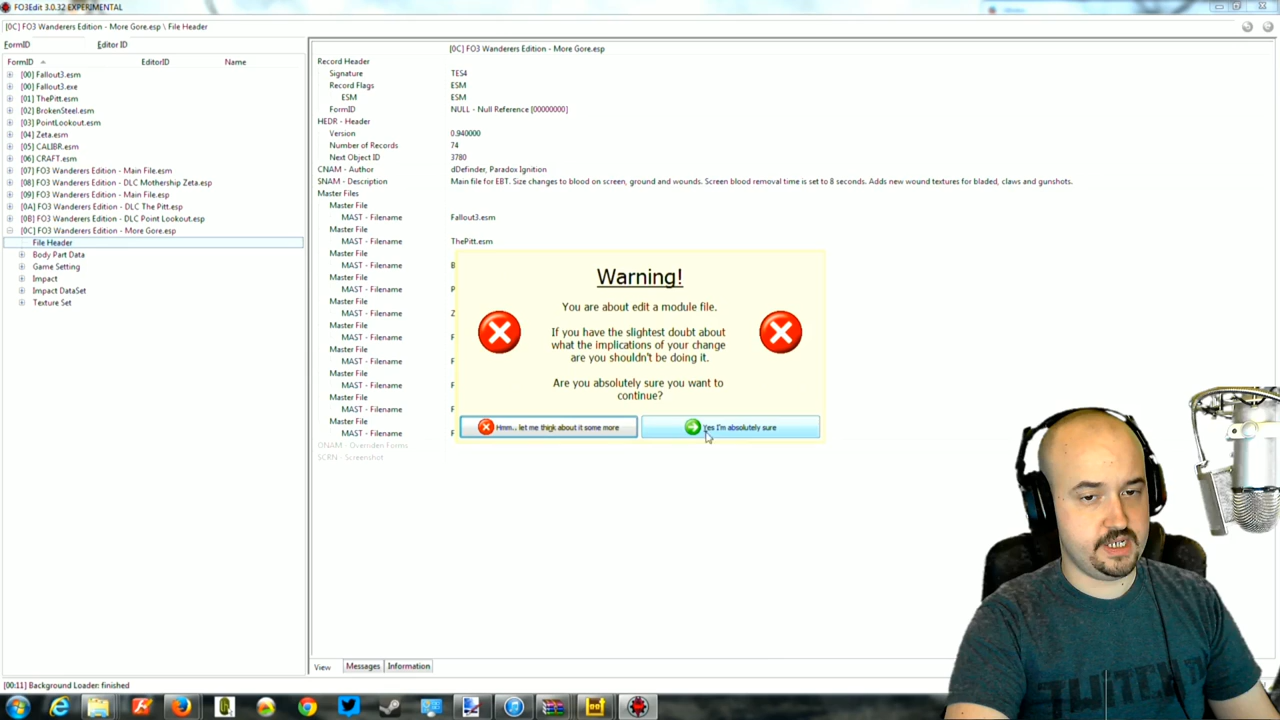 FO3Edit 3.0.32 EXPERIMENTAL
[0C] FO3 Wanderers Edition - More Gore.esp \ File Header
FormID Editor ID
FormID EditorID Name
[00] Fallout3.esm
[00] Fallout3.exe
[01] ThePitt.esm
[02] BrokenSteel.esm
[03] PointLookout.esm
[04] Zeta.esm
[05] CALIBR.esm
[06] CRAFT.esm
[07] FO3 Wanderers Edition - Main File.esm
[08] FO3 Wanderers Edition - DLC Mothership Zeta.esp
[09] FO3 Wanderers Edition - Main File.esp
[0A] FO3 Wanderers Edition - DLC The Pitt.esp
[0B] FO3 Wanderers Edition - DLC Point Lookout.esp
[0C] FO3 Wanderers Edition - More Gore.esp
File Header
Body Part Data
Game Setting
Impact
Impact DataSet
Texture Set
[0C] FO3 Wanderers Edition - More Gore.esp
Record Header
Signature TES4
Record Flags ESM
ESM ESM
FormID NULL - Null Reference [00000000]
HEDR - Header
Version 0.940000
Number of Records 74
Next Object ID 3780
CNAM - Author dDefinder, Paradox Ignition
SNAM - Description Main file for EBT. Size changes to blood on screen, ground and wounds. Screen blood removal time is set to 8 seconds. Adds new wound textures for bladed, claws and gunshots.
Master Files
Master File
MAST - Filename Fallout3.esm
Master File
MAST - Filename ThePitt.esm
Master File
MAST - Filename B
Master File
MAST - Filename P
Master File
MAST - Filename Z
Master File
MAST - Filename F
Master File
MAST - Filename F
Master File
MAST - Filename F
Master File
MAST - Filename F
Master File
MAST - Filename F
ONAM - Overriden Forms
SCRN - Screenshot
Warning!
You are about edit a module file.
If you have the slightest doubt about
what the implications of your change
are you shouldn't be doing it.
Are you absolutely sure you want to
continue?
Hmm.. let me think about it some more
Yes I'm absolutely sure
View Messages Information
[00:11] Background Loader: finished